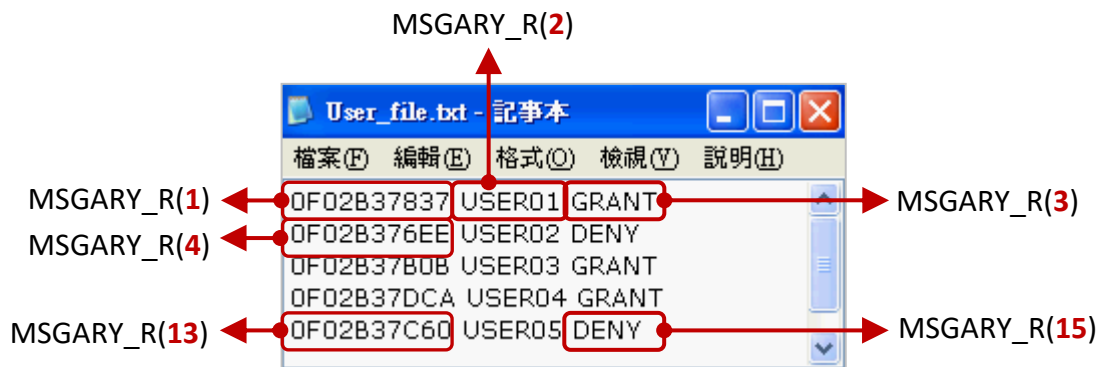 MSGARY_R(2)
User_file.txt - 記事本
檔案(F) 編輯(E) 格式(O) 檢視(V) 說明(H)
MSGARY_R(1)
0F02B37837 USER01 GRANT
MSGARY_R(3)
MSGARY_R(4)
0F02B376EE USER02 DENY
0F02B37B0B USER03 GRANT
0F02B37DCA USER04 GRANT
MSGARY_R(13)
0F02B37C60 USER05 DENY
MSGARY_R(15)